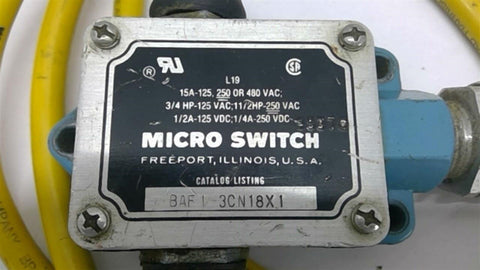 L19
15A-125, 250 OR 480 VAC;
3/4 HP-125 VAC; 1 1/2HP-250 VAC
1/2A-125 VDC; 1/4A-250 VDC
MICRO SWITCH
FREEPORT, ILLINOIS, U.S.A.
CATALOG LISTING
BAF1-3CN18X1